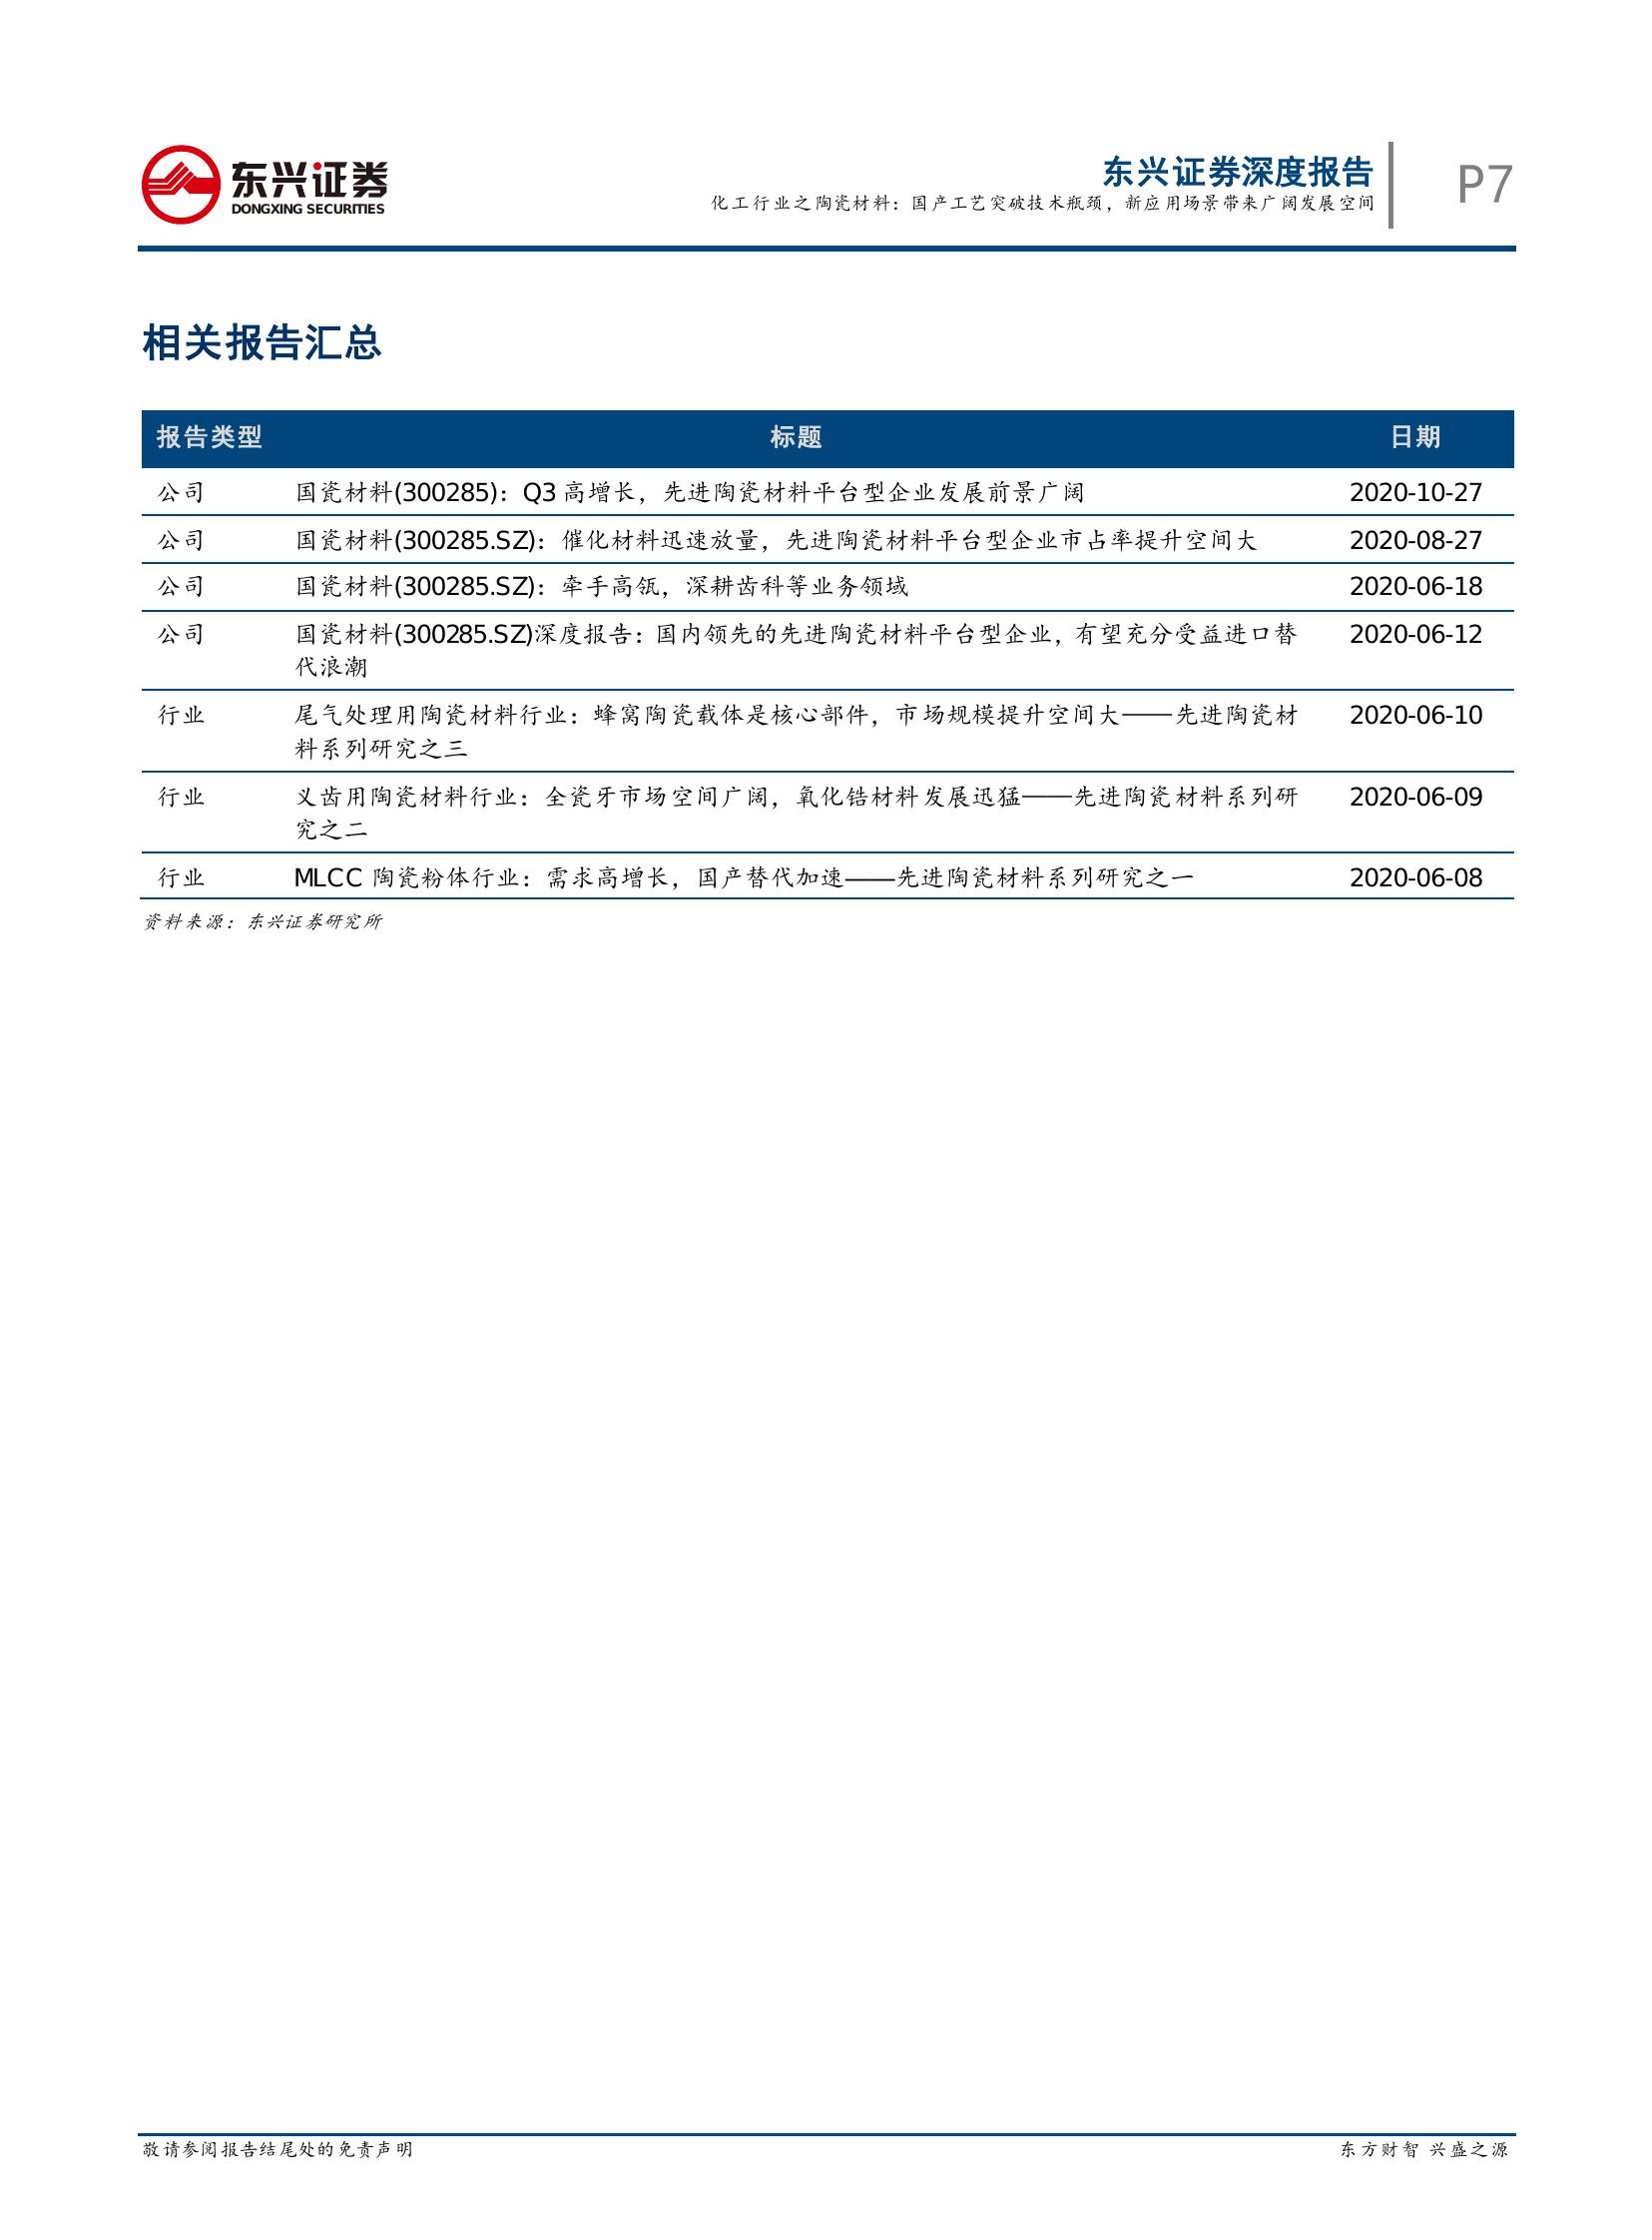 东兴证券
DONGXING SECURITIES
东兴证券深度报告
化工行业之陶瓷材料：国产工艺突破技术瓶颈，新应用场景带来广阔发展空间
P7
相关报告汇总
报告类型 标题 日期
公司 国瓷材料(300285)：Q3 高增长，先进陶瓷材料平台型企业发展前景广阔 2020-10-27
公司 国瓷材料(300285.SZ)：催化材料迅速放量，先进陶瓷材料平台型企业市占率提升空间大 2020-08-27
公司 国瓷材料(300285.SZ)：牵手高瓴，深耕齿科等业务领域 2020-06-18
公司 国瓷材料(300285.SZ)深度报告：国内领先的先进陶瓷材料平台型企业，有望充分受益进口替 2020-06-12
代浪潮
行业 尾气处理用陶瓷材料行业：蜂窝陶瓷载体是核心部件，市场规模提升空间大——先进陶瓷材 2020-06-10
料系列研究之三
行业 义齿用陶瓷材料行业：全瓷牙市场空间广阔，氧化锆材料发展迅猛——先进陶瓷材料系列研 2020-06-09
究之二
行业 MLCC 陶瓷粉体行业：需求高增长，国产替代加速——先进陶瓷材料系列研究之一 2020-06-08
资料来源：东兴证券研究所
敬请参阅报告结尾处的免责声明 东方财智 兴盛之源